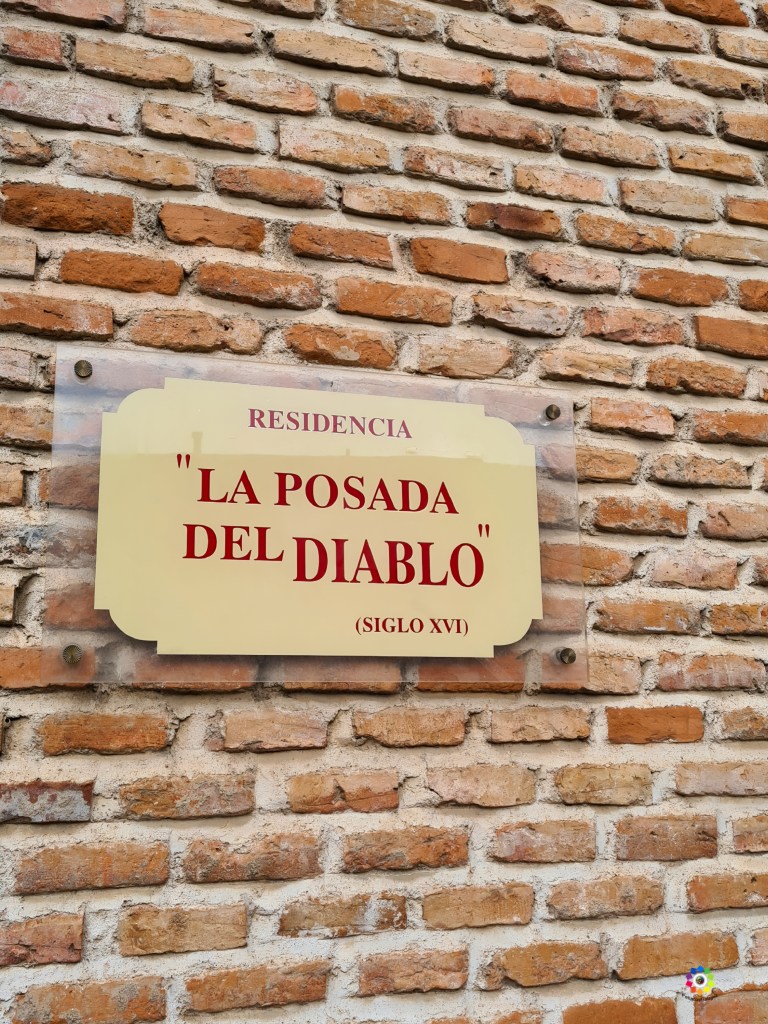 RESIDENCIA
"LA POSADA
DEL DIABLO"
(SIGLO XVI)